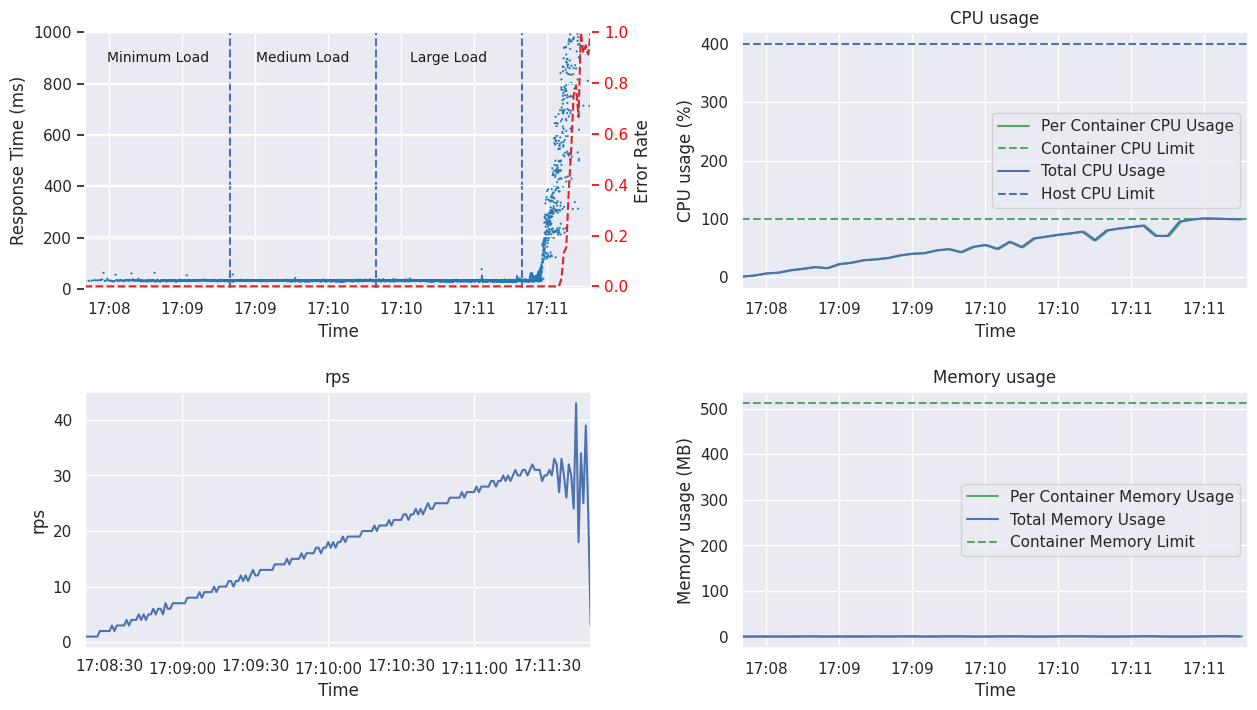 1000
800
600
400
200
0
Response Time (ms)
Minimum Load
Medium Load
Large Load
1.0
0.8
0.6
0.4
0.2
0.0
Error Rate
17:08 17:09 17:09 17:10 17:10 17:11 17:11
Time
CPU usage
400
300
200
100
0
CPU usage (%)
Per Container CPU Usage
Container CPU Limit
Total CPU Usage
Host CPU Limit
17:08 17:09 17:09 17:10 17:10 17:11 17:11
Time
rps
40
30
20
10
0
rps
17:08:30 17:09:00 17:09:30 17:10:00 17:10:30 17:11:00 17:11:30
Time
Memory usage
500
400
300
200
100
0
Memory usage (MB)
Per Container Memory Usage
Total Memory Usage
Container Memory Limit
17:08 17:09 17:09 17:10 17:10 17:11 17:11
Time